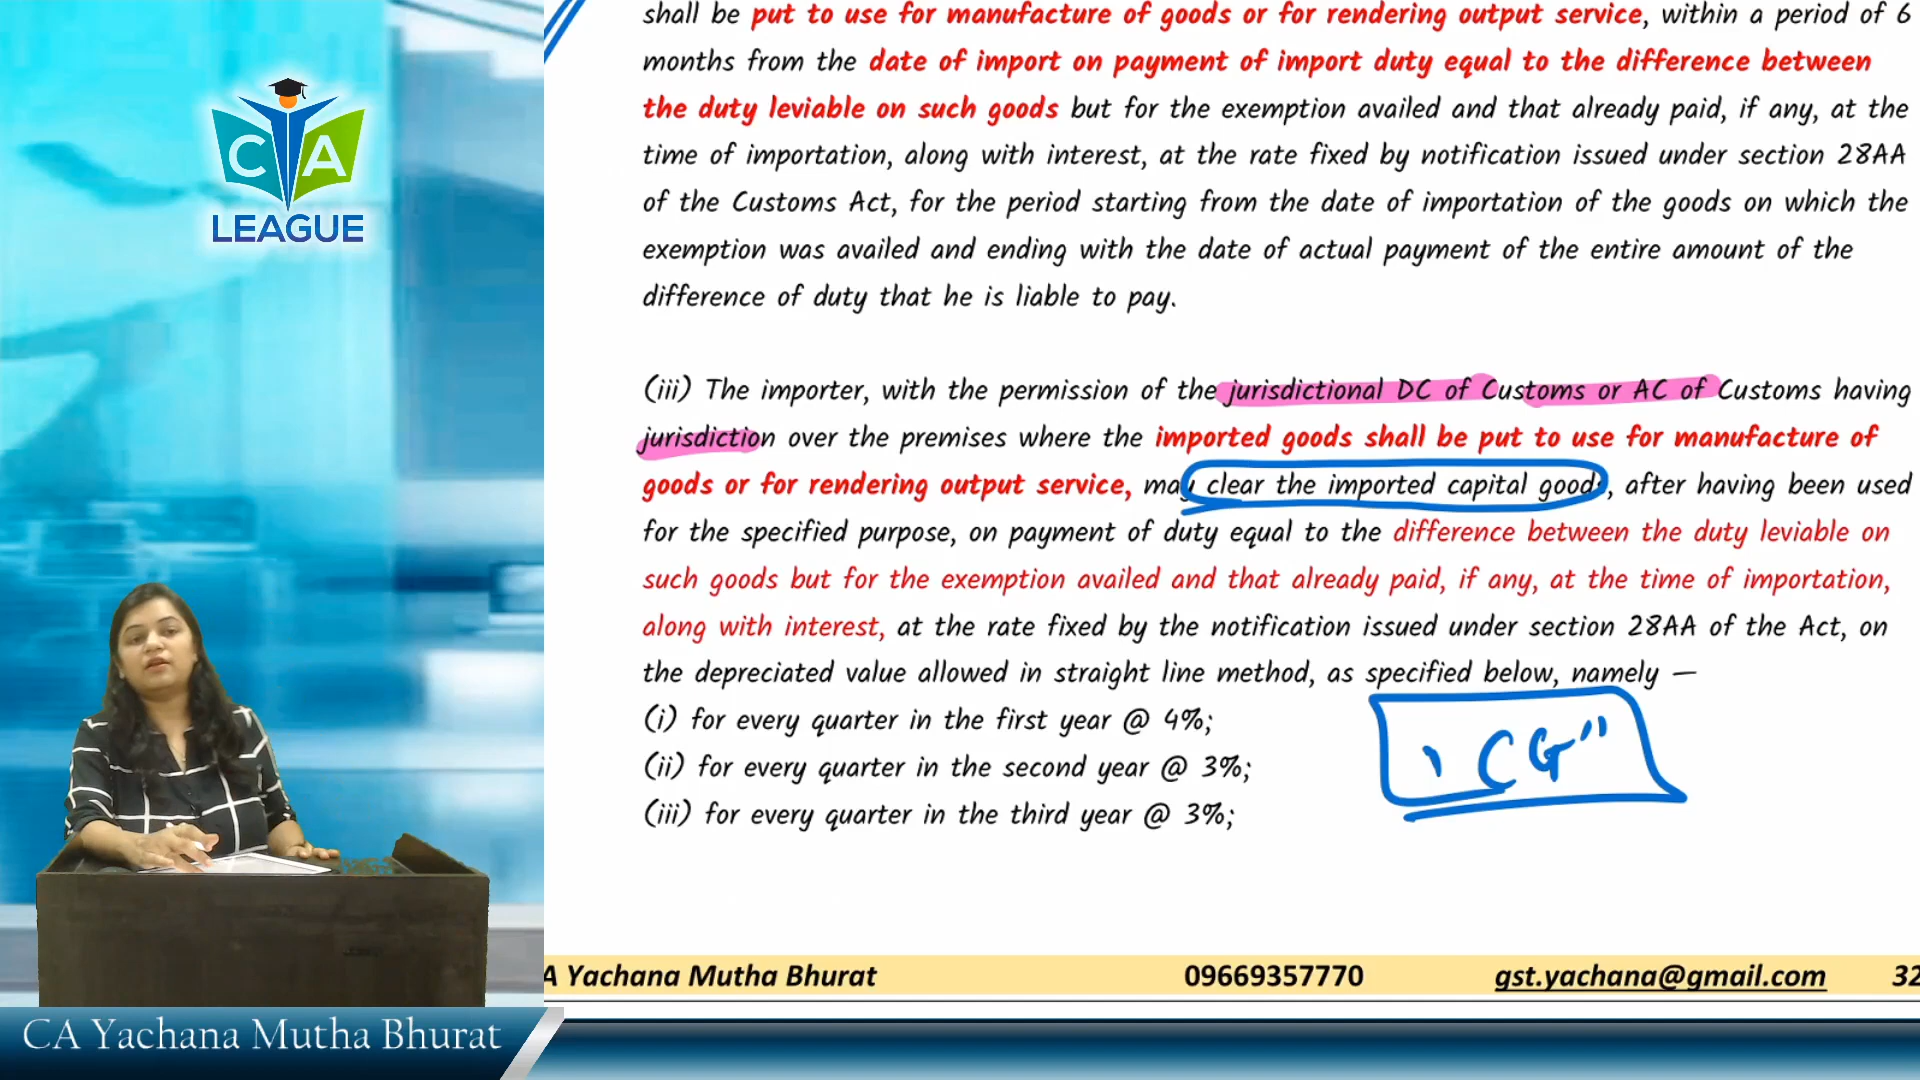 CA
LEAGUE
shall be put to use for manufacture of goods or for rendering output service, within a period of 6
months from the date of import on payment of import duty equal to the difference between
the duty leviable on such goods but for the exemption availed and that already paid, if any, at the
time of importation, along with interest, at the rate fixed by notification issued under section 28AA
of the Customs Act, for the period starting from the date of importation of the goods on which the
exemption was availed and ending with the date of actual payment of the entire amount of the
difference of duty that he is liable to pay.
(iii) The importer, with the permission of the jurisdictional DC of Customs or AC of Customs having
jurisdiction over the premises where the imported goods shall be put to use for manufacture of
goods or for rendering output service, may clear the imported capital goods, after having been used
for the specified purpose, on payment of duty equal to the difference between the duty leviable on
such goods but for the exemption availed and that already paid, if any, at the time of importation,
along with interest, at the rate fixed by the notification issued under section 28AA of the Act, on
the depreciated value allowed in straight line method, as specified below, namely —
(i) for every quarter in the first year @ 4%;
(ii) for every quarter in the second year @ 3%;
(iii) for every quarter in the third year @ 3%;
" CG "
A Yachana Mutha Bhurat 09669357770 gst.yachana@gmail.com 32
CA Yachana Mutha Bhurat